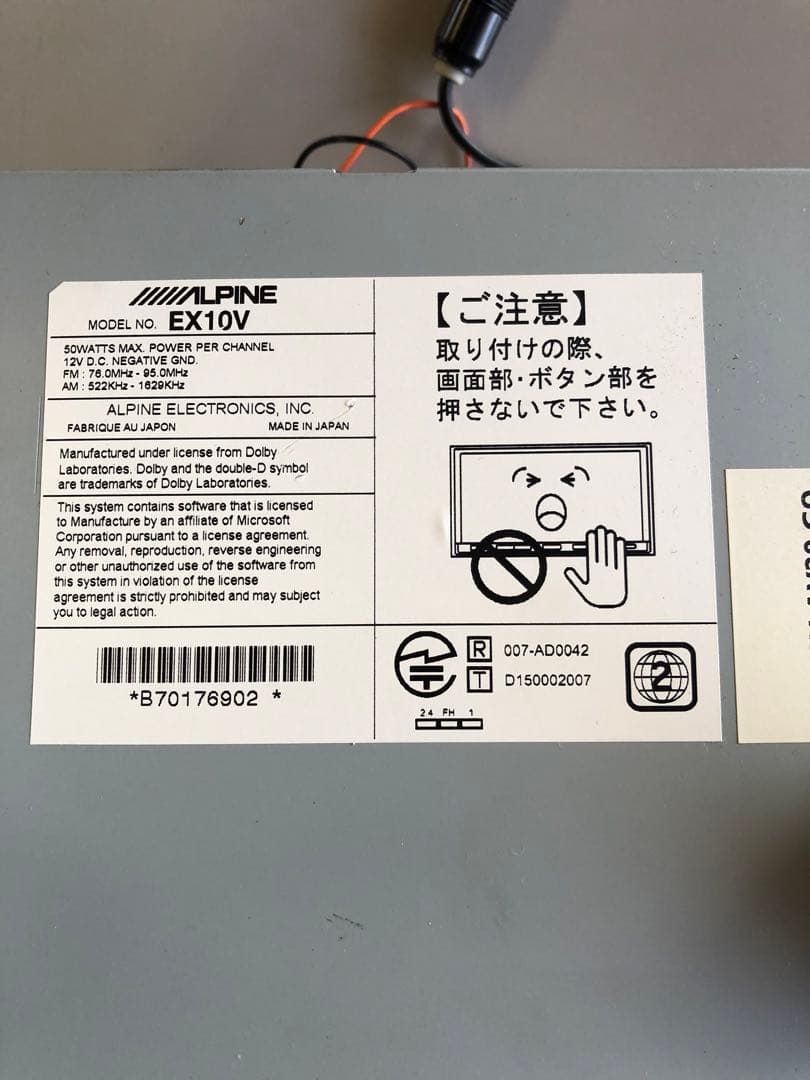 ALPINE
MODEL NO. EX10V
50WATTS MAX. POWER PER CHANNEL
12V D.C. NEGATIVE GND.
FM : 76.0MHz - 95.0MHz
AM : 522KHz - 1629KHz
ALPINE ELECTRONICS, INC.
FABRIQUE AU JAPON MADE IN JAPAN
Manufactured under license from Dolby
Laboratories. Dolby and the double-D symbol
are trademarks of Dolby Laboratories.
This system contains software that is licensed
to Manufacture by an affiliate of Microsoft
Corporation pursuant to a license agreement.
Any removal, reproduction, reverse engineering
or other unauthorized use of the software from
this system in violation of the license
agreement is strictly prohibited and may subject
you to legal action.
*B70176902 *
【ご注意】
取り付けの際、
画面部・ボタン部を
押さないで下さい。
R 007-AD0042
T D150002007
2.4 FH 1
2